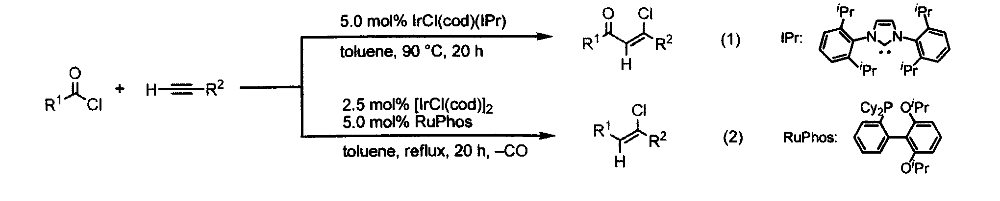 5.0 mol% IrCl(cod)(IPr)
toluene, 90 °C, 20 h
O Cl
R¹ R²
H
(1)
IPr:
ⁱPr ⁱPr
N N
ⁱPr ⁱPr
O
R¹ Cl
+
H R²
2.5 mol% [IrCl(cod)]₂
5.0 mol% RuPhos
toluene, reflux, 20 h, –CO
Cl
R¹ R²
H
(2)
RuPhos:
Cy₂P OⁱPr
OⁱPr